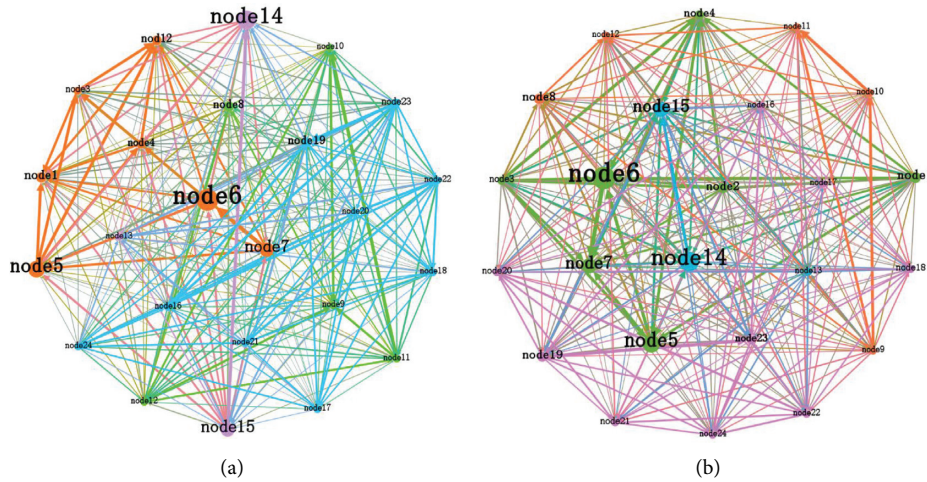 node14
node12
node10
node3
node8
node23
node4
node19
node1
node6
node22
node20
node13
node7
node5
node18
node16
node9
node21
node24
node11
node12
node17
node15
(a)
node4
node12
node11
node8
node10
node15
node16
node3
node6
node2
node17
node
node7
node14
node13
node20
node18
node5
node23
node19
node9
node21
node22
node24
(b)